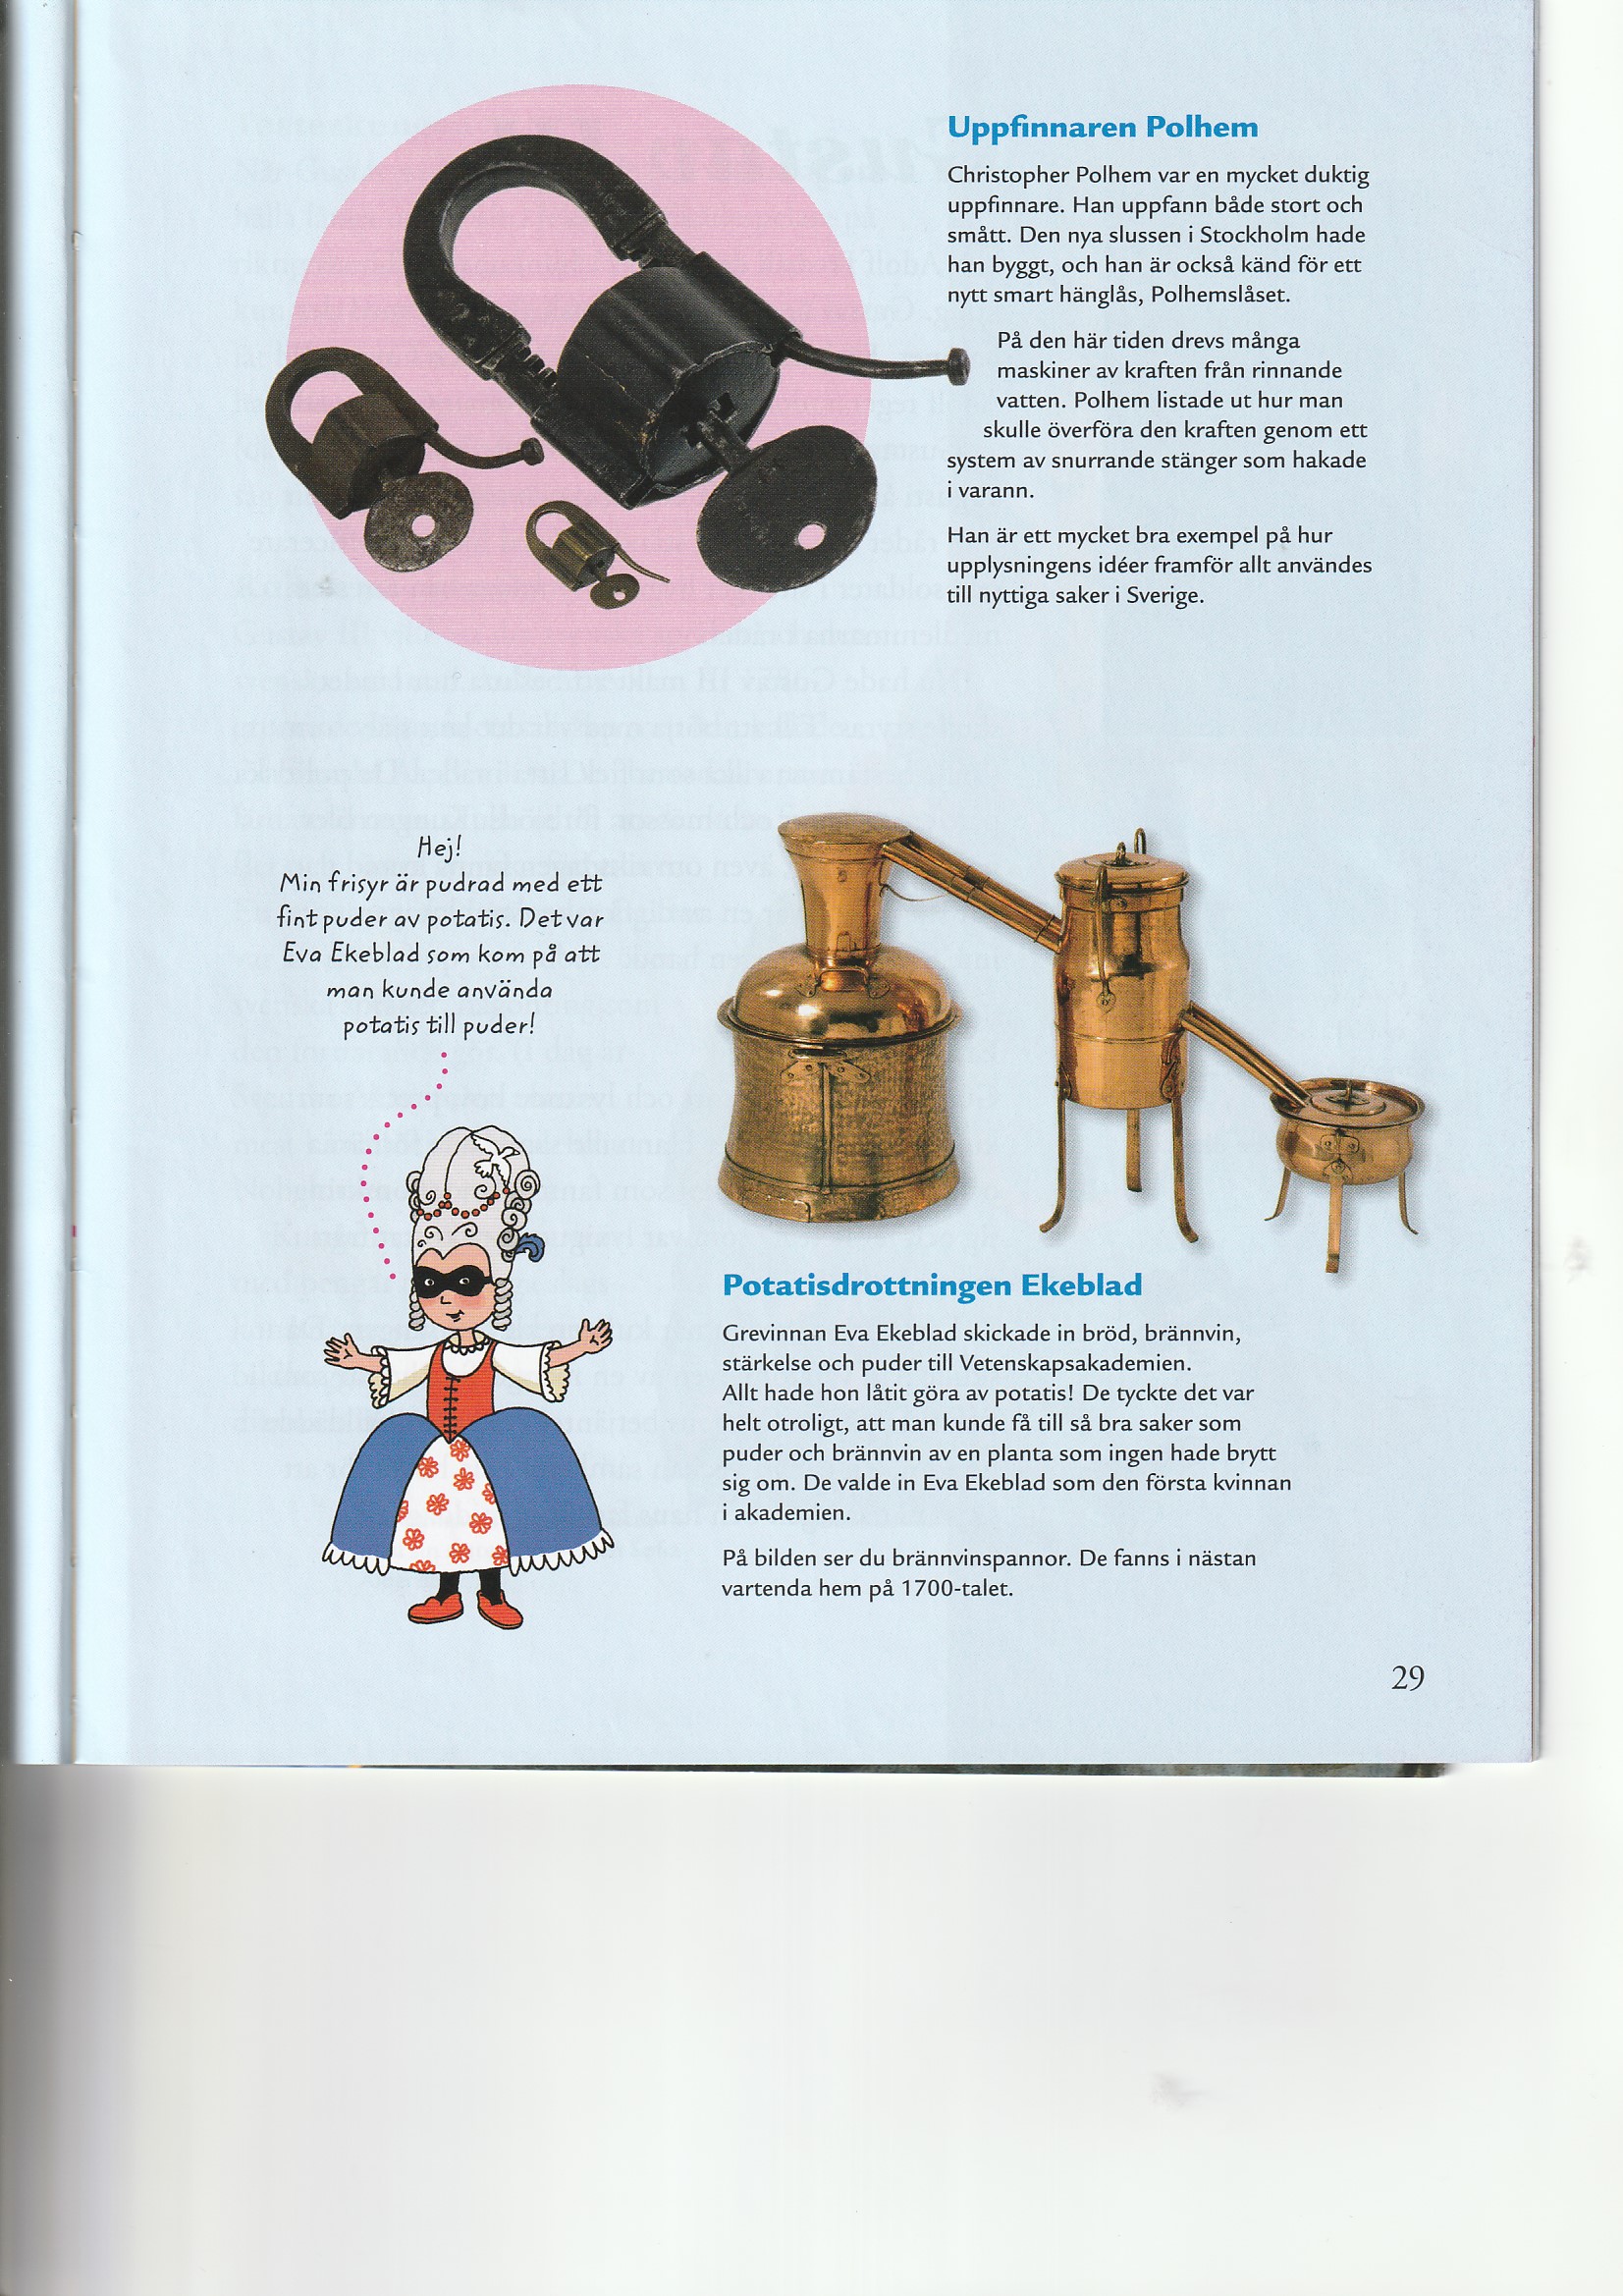 Uppfinnaren Polhem
Christopher Polhem var en mycket duktig
uppfinnare. Han uppfann både stort och
smått. Den nya slussen i Stockholm hade
han byggt, och han är också känd för ett
nytt smart hänglås, Polhemslåset.
På den här tiden drevs många
maskiner av kraften från rinnande
vatten. Polhem listade ut hur man
skulle överföra den kraften genom ett
system av snurrande stänger som hakade
i varann.
Han är ett mycket bra exempel på hur
upplysningens idéer framför allt användes
till nyttiga saker i Sverige.
Hej!
Min frisyr är pudrad med ett
fint puder av potatis. Det var
Eva Ekeblad som kom på att
man kunde använda
potatis till puder!
Potatisdrottningen Ekeblad
Grevinnan Eva Ekeblad skickade in bröd, brännvin,
stärkelse och puder till Vetenskapsakademien.
Allt hade hon låtit göra av potatis! De tyckte det var
helt otroligt, att man kunde få till så bra saker som
puder och brännvin av en planta som ingen hade brytt
sig om. De valde in Eva Ekeblad som den första kvinnan
i akademien.
På bilden ser du brännvinspannor. De fanns i nästan
vartenda hem på 1700-talet.
29